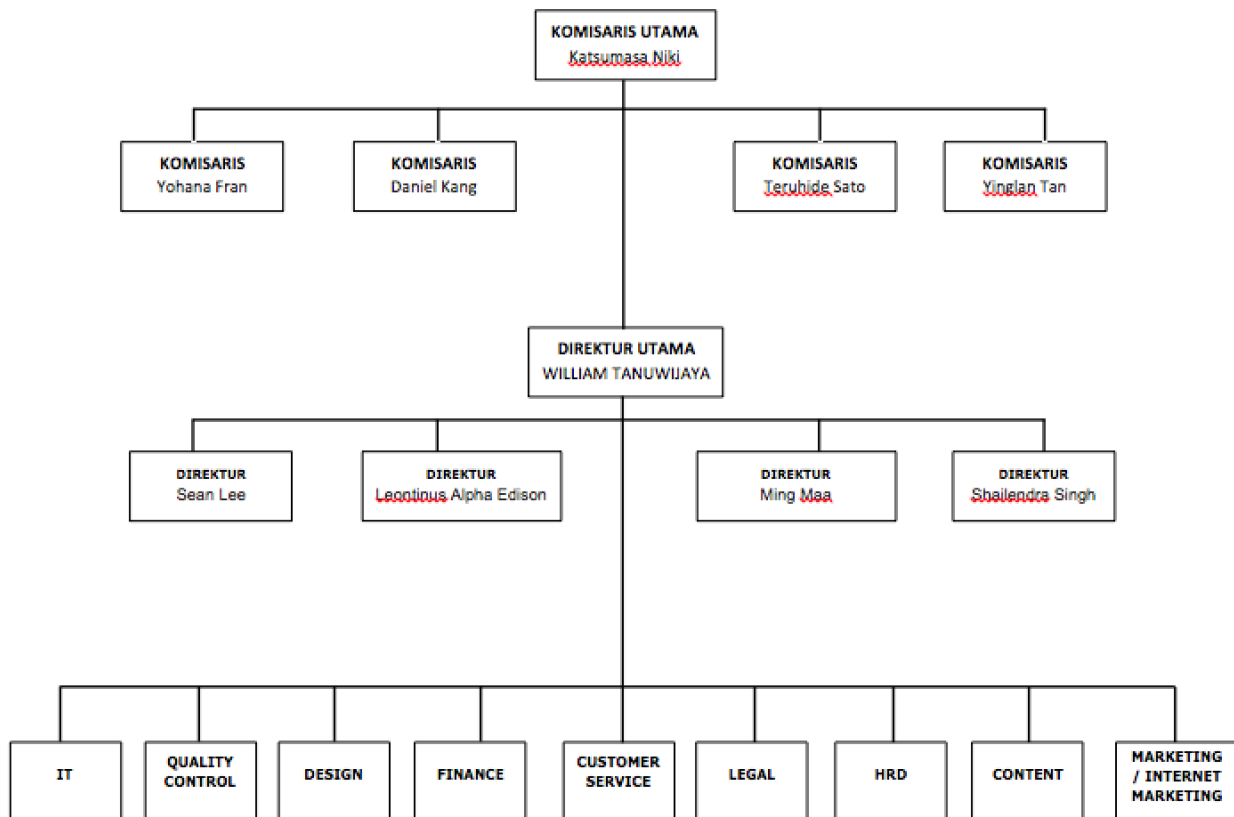 KOMISARIS UTAMA
Katsumasa Niki
KOMISARIS
Yohana Fran
KOMISARIS
Daniel Kang
KOMISARIS
Teruhide Sato
KOMISARIS
Yinglan Tan
DIREKTUR UTAMA
WILLIAM TANUWIJAYA
DIREKTUR
Sean Lee
DIREKTUR
Leontinus Alpha Edison
DIREKTUR
Ming Maa
DIREKTUR
Shailendra Singh
IT
QUALITY
CONTROL
DESIGN
FINANCE
CUSTOMER
SERVICE
LEGAL
HRD
CONTENT
MARKETING
/ INTERNET
MARKETING